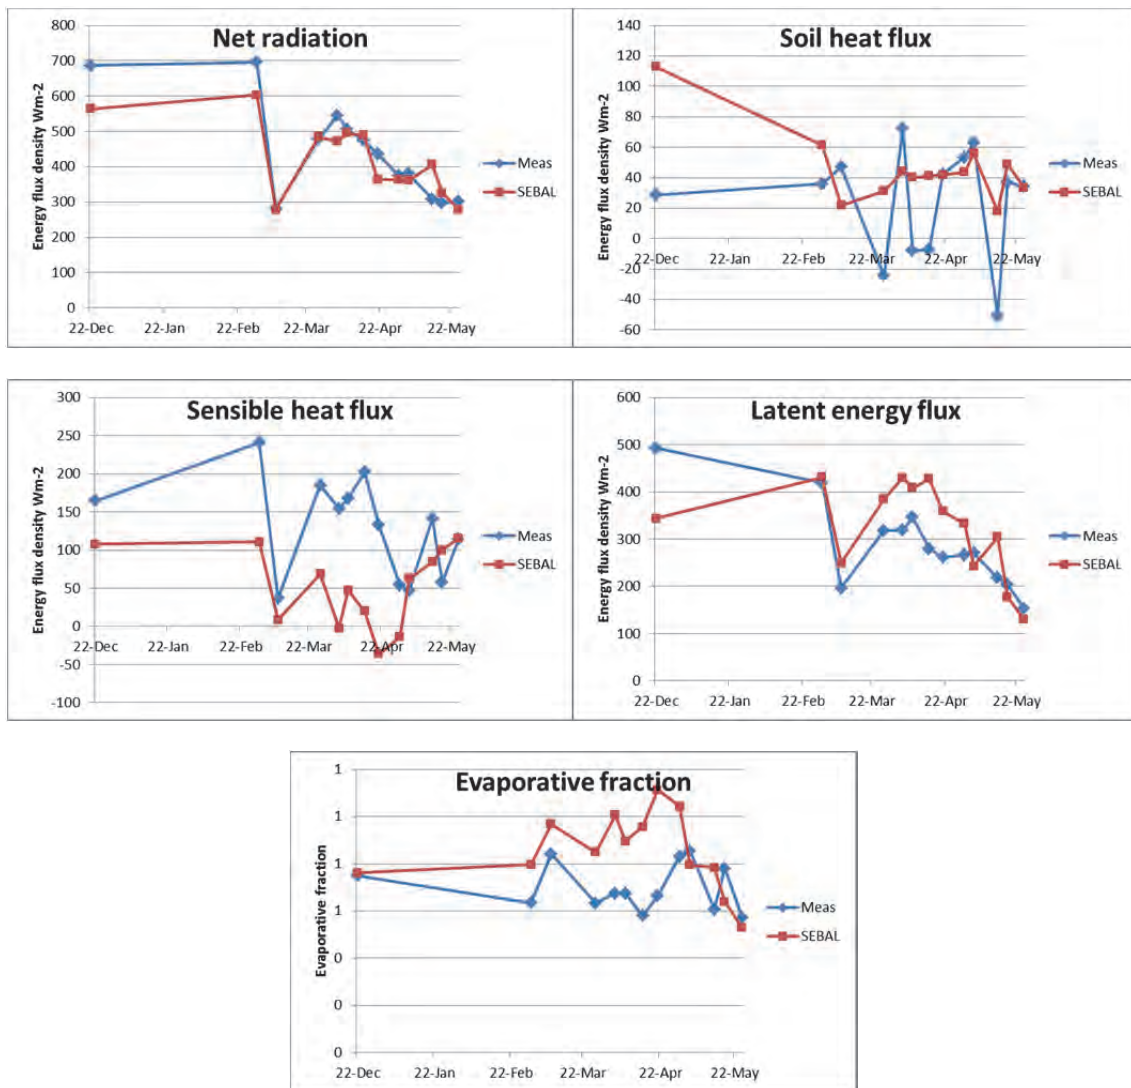 Net radiation
Energy flux density Wm-2
800
700
600
500
400
300
200
100
0
22-Dec 22-Jan 22-Feb 22-Mar 22-Apr 22-May
Meas
SEBAL
Soil heat flux
Energy flux density Wm-2
140
120
100
80
60
40
20
0
-20
-40
-60
22-Dec 22-Jan 22-Feb 22-Mar 22-Apr 22-May
Meas
SEBAL
Sensible heat flux
Energy flux density Wm-2
300
250
200
150
100
50
0
-50
-100
22-Dec 22-Jan 22-Feb 22-Mar 22-Apr 22-May
Meas
SEBAL
Latent energy flux
Energy flux density Wm-2
600
500
400
300
200
100
0
22-Dec 22-Jan 22-Feb 22-Mar 22-Apr 22-May
Meas
SEBAL
Evaporative fraction
Evaporative fraction
1
1
1
1
0
0
0
22-Dec 22-Jan 22-Feb 22-Mar 22-Apr 22-May
Meas
SEBAL